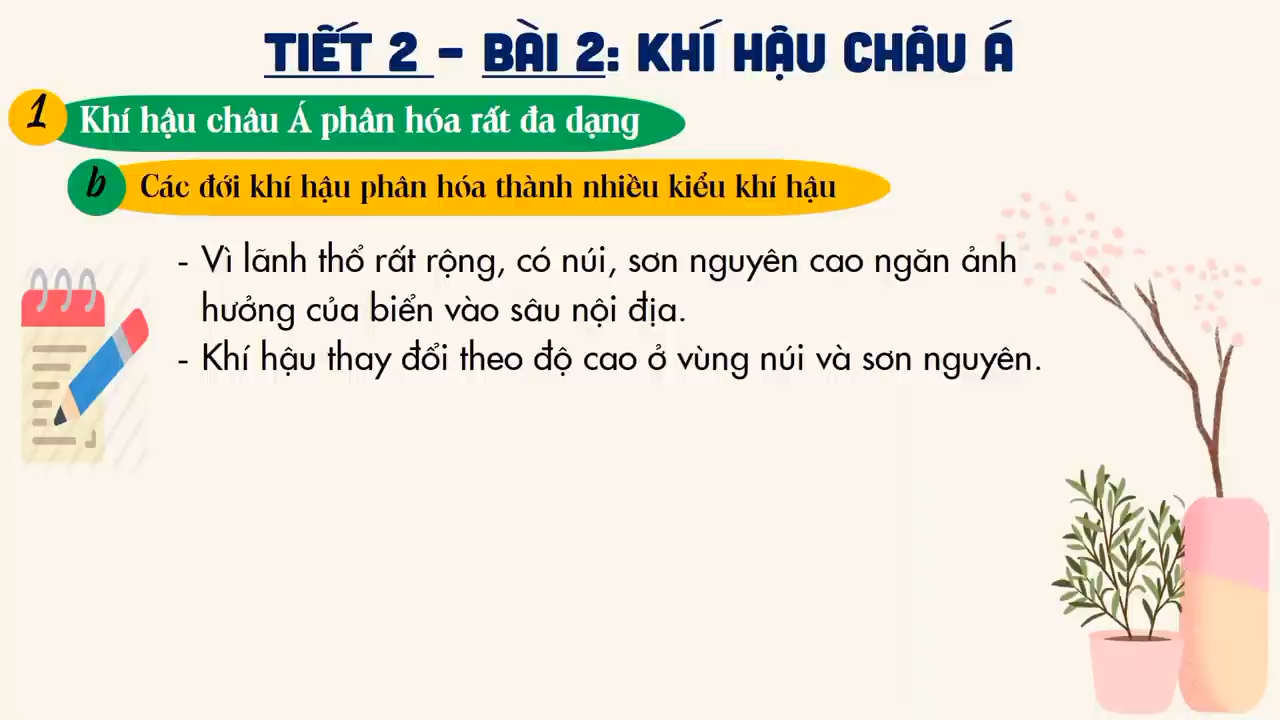 TIẾT 2 - BÀI 2: KHÍ HẬU CHÂU Á
1 Khí hậu châu Á phân hóa rất đa dạng
b Các đới khí hậu phân hóa thành nhiều kiểu khí hậu
- Vì lãnh thổ rất rộng, có núi, sơn nguyên cao ngăn ảnh
hưởng của biển vào sâu nội địa.
- Khí hậu thay đổi theo độ cao ở vùng núi và sơn nguyên.